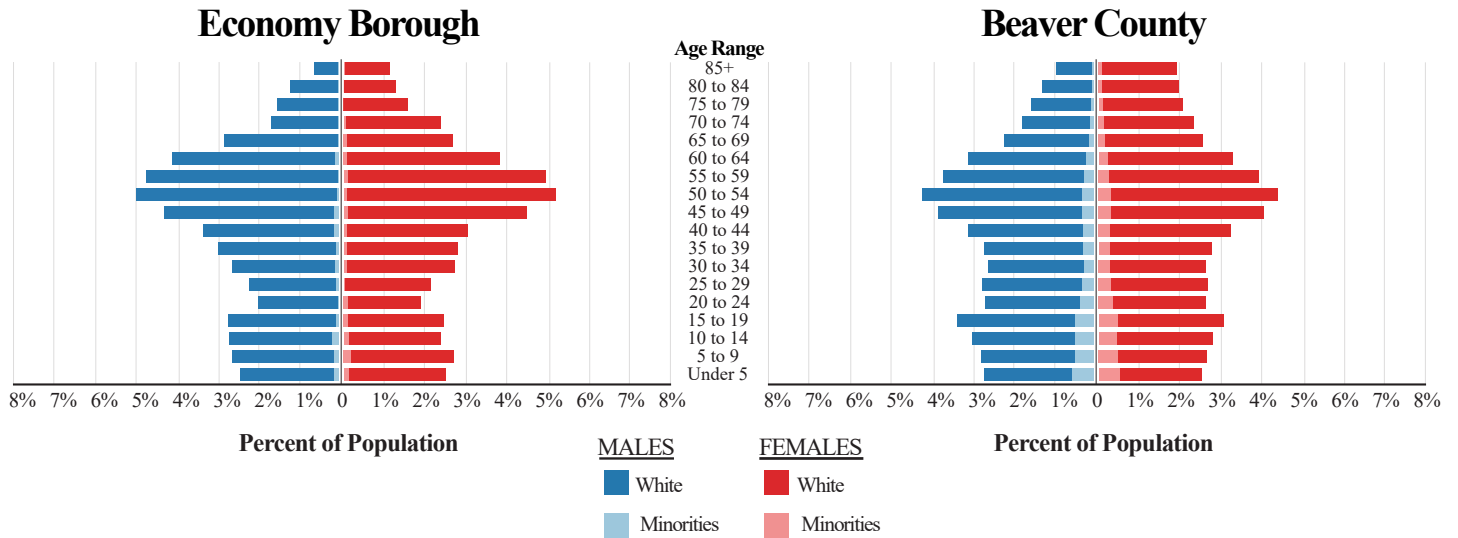 Economy Borough
Beaver County
Age Range
85+
80 to 84
75 to 79
70 to 74
65 to 69
60 to 64
55 to 59
50 to 54
45 to 49
40 to 44
35 to 39
30 to 34
25 to 29
20 to 24
15 to 19
10 to 14
5 to 9
Under 5
8% 7% 6% 5% 4% 3% 2% 1% 0 1% 2% 3% 4% 5% 6% 7% 8%
8% 7% 6% 5% 4% 3% 2% 1% 0 1% 2% 3% 4% 5% 6% 7% 8%
Percent of Population
Percent of Population
MALES
White
Minorities
FEMALES
White
Minorities